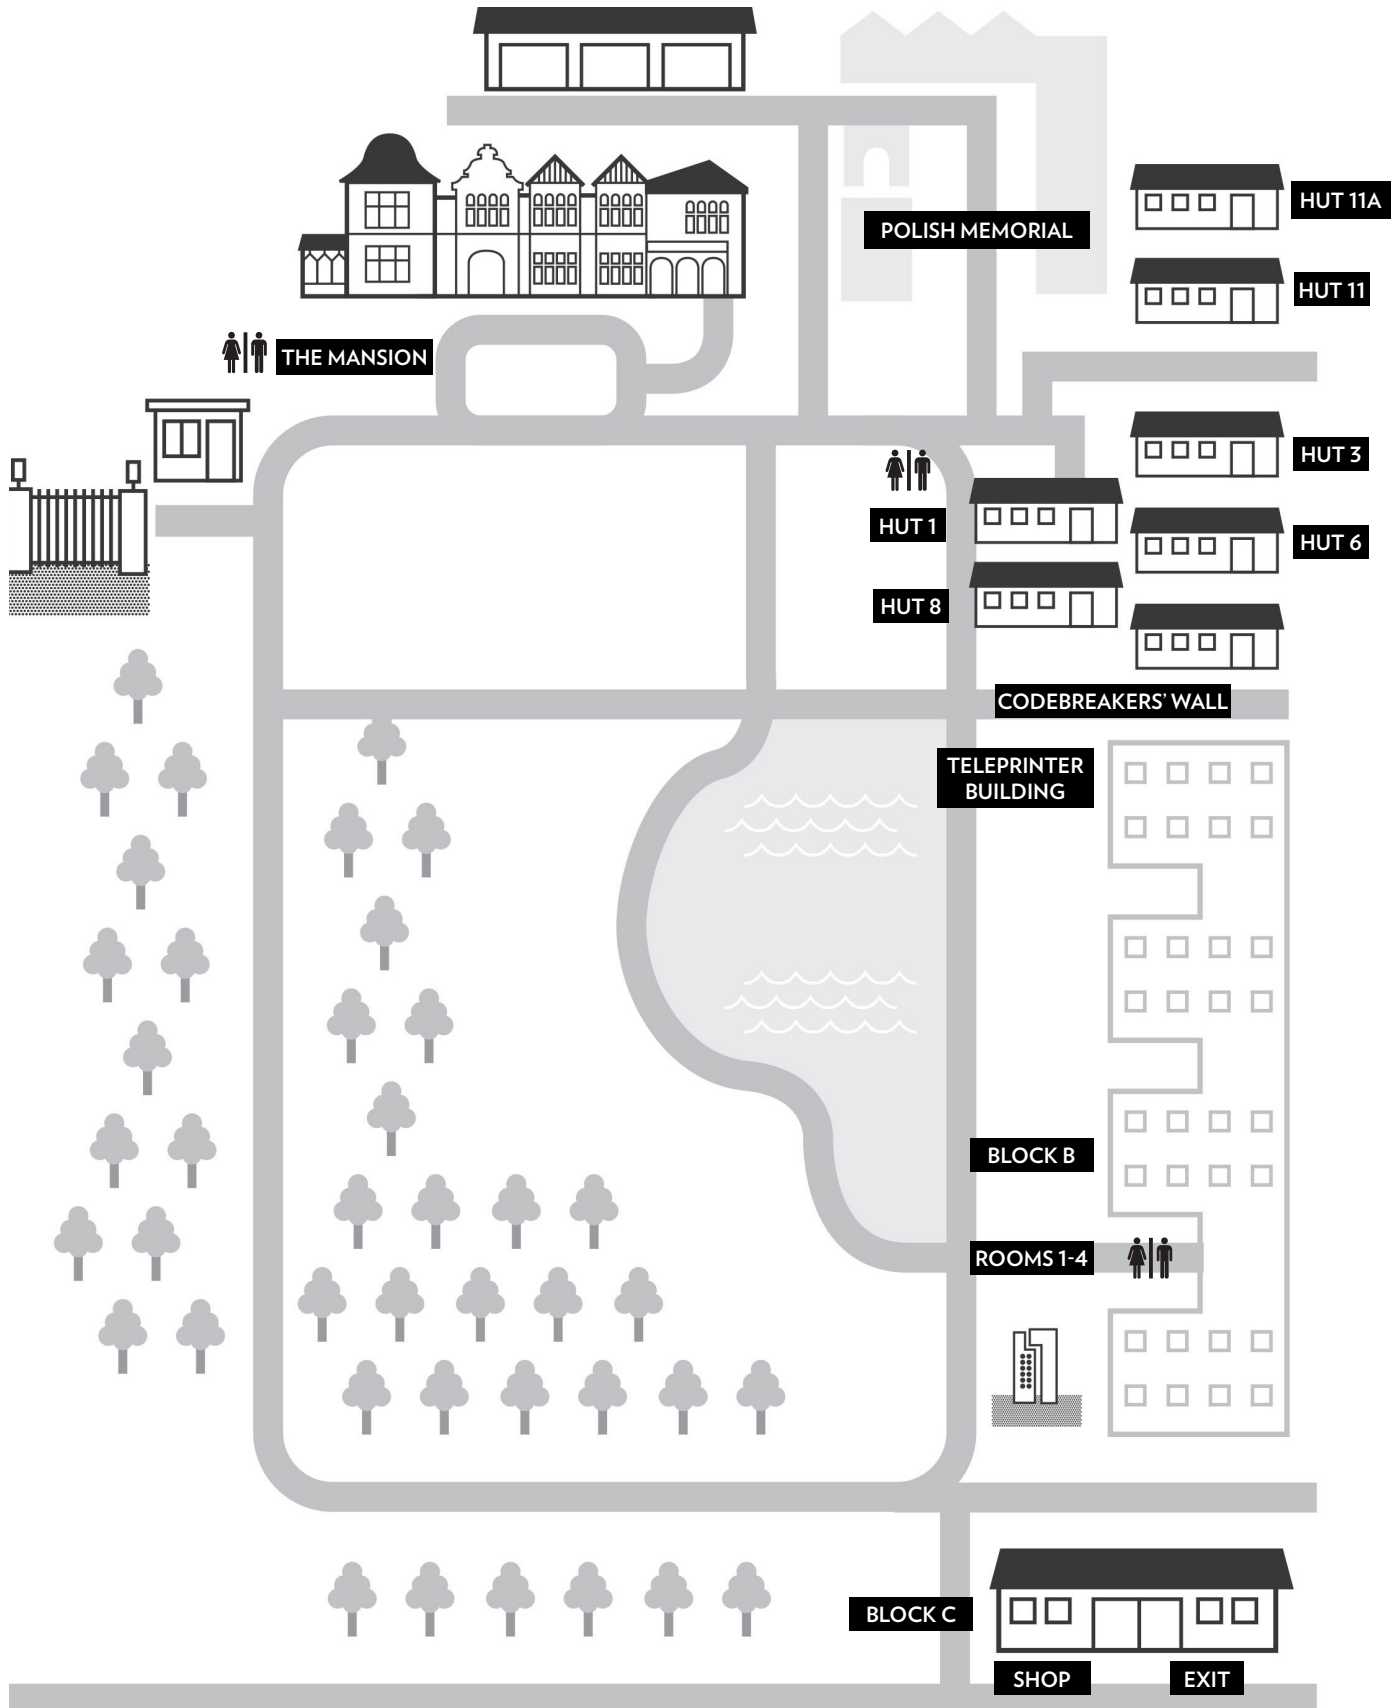 HUT 11A
POLISH MEMORIAL
HUT 11
THE MANSION
HUT 3
HUT 1
HUT 6
HUT 8
CODEBREAKERS’ WALL
TELEPRINTER
BUILDING
BLOCK B
ROOMS 1-4
BLOCK C
SHOP
EXIT